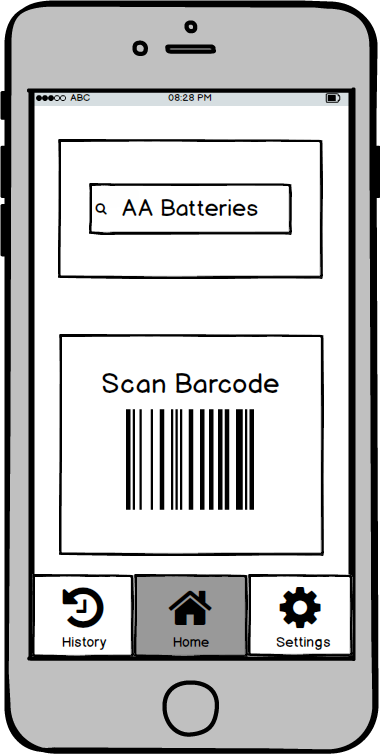 ABC 08:28 PM
AA Batteries
Scan Barcode
History Home Settings